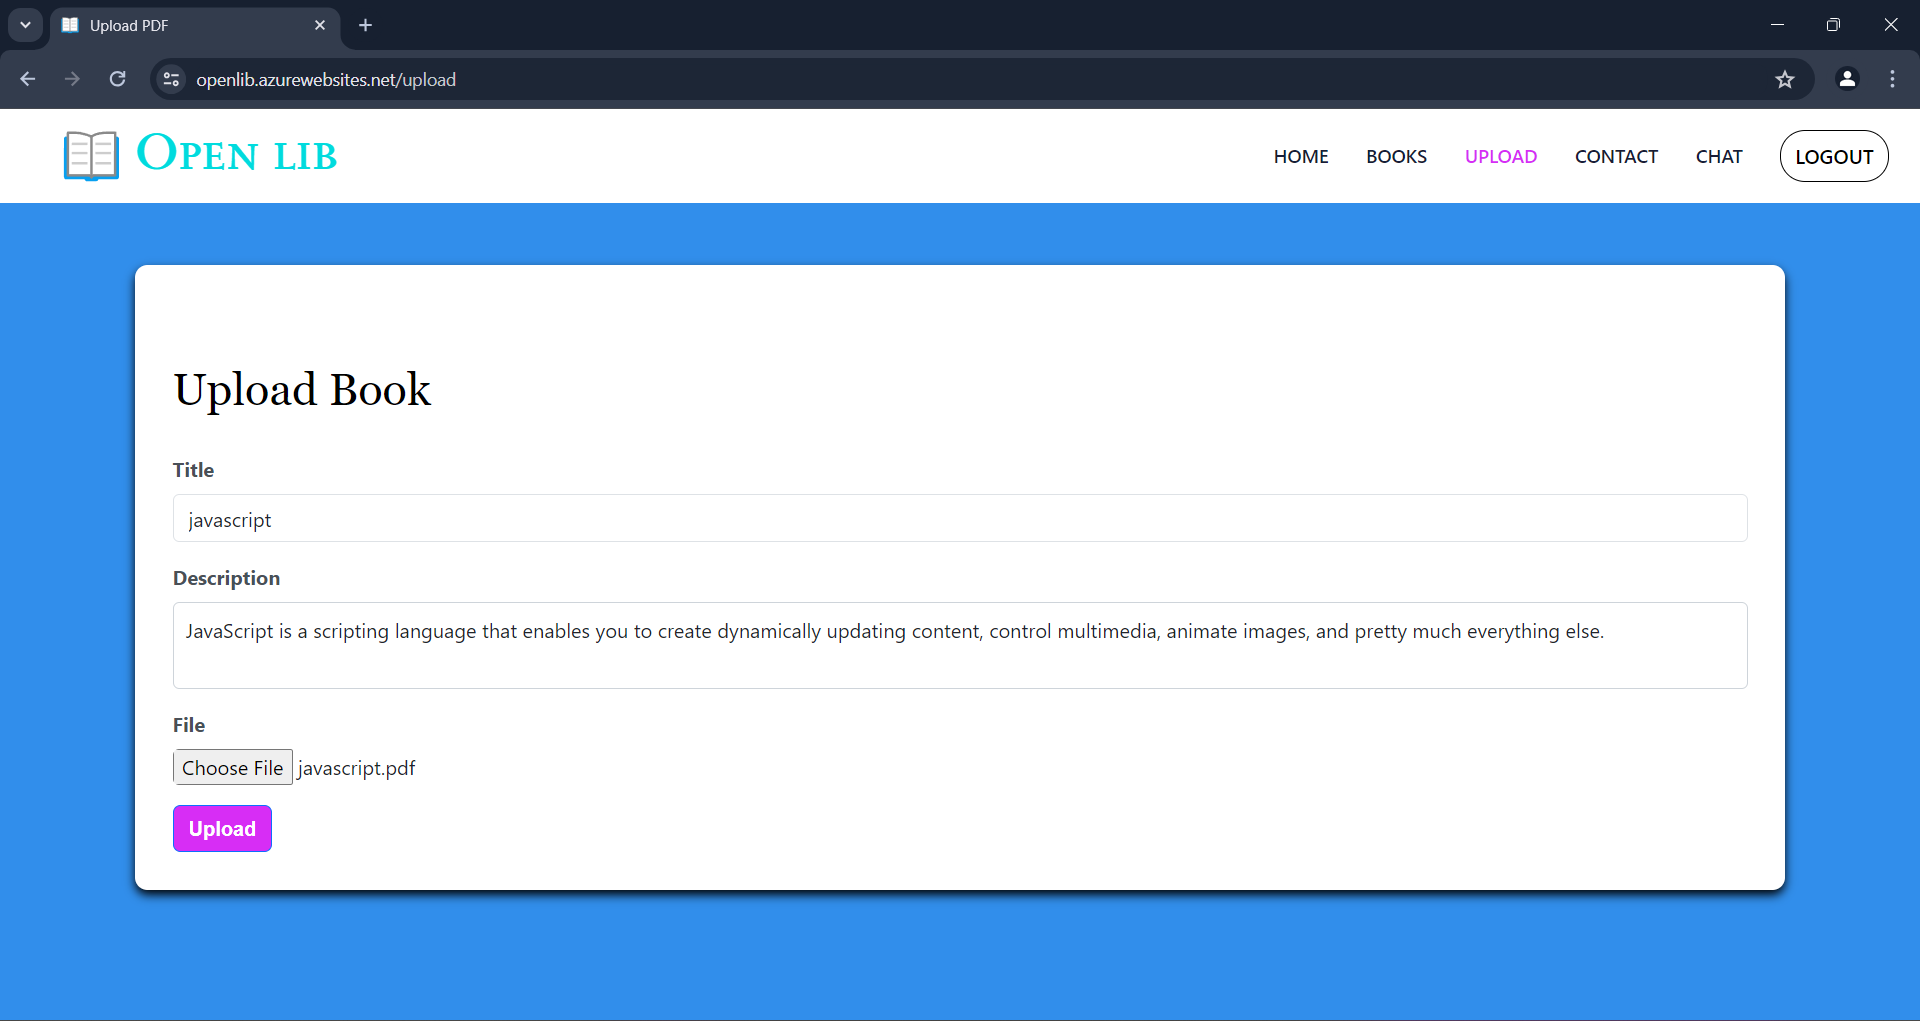 Upload PDF
openlib.azurewebsites.net/upload
OPEN LIB
HOME BOOKS UPLOAD CONTACT CHAT LOGOUT
Upload Book
Title
javascript
Description
JavaScript is a scripting language that enables you to create dynamically updating content, control multimedia, animate images, and pretty much everything else.
File
Choose File javascript.pdf
Upload